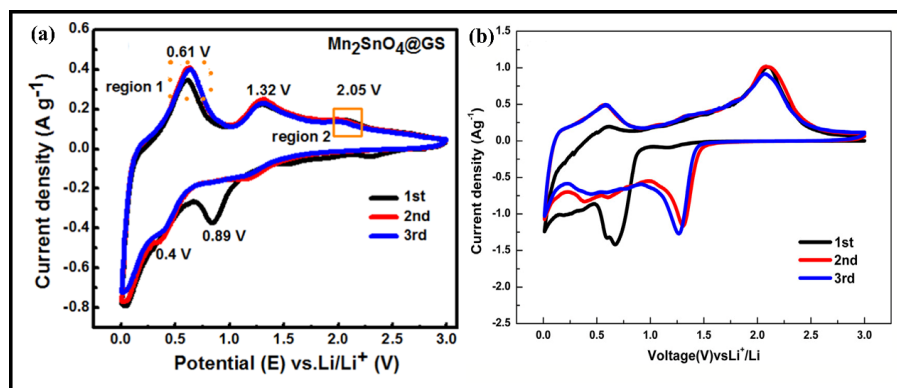 (a)
Mn₂SnO₄@GS
0.61 V
region 1
1.32 V
2.05 V
region 2
0.4 V
0.89 V
1st
2nd
3rd
Current density (A g⁻¹)
0.6
0.4
0.2
0.0
-0.2
-0.4
-0.6
-0.8
0.0 0.5 1.0 1.5 2.0 2.5 3.0
Potential (E) vs.Li/Li⁺ (V)
(b)
Current density (Ag⁻¹)
1.5
1.0
0.5
0.0
-0.5
-1.0
-1.5
-2.0
-2.5
1st
2nd
3rd
0.0 0.5 1.0 1.5 2.0 2.5 3.0
Voltage(V)vsLi⁺/Li